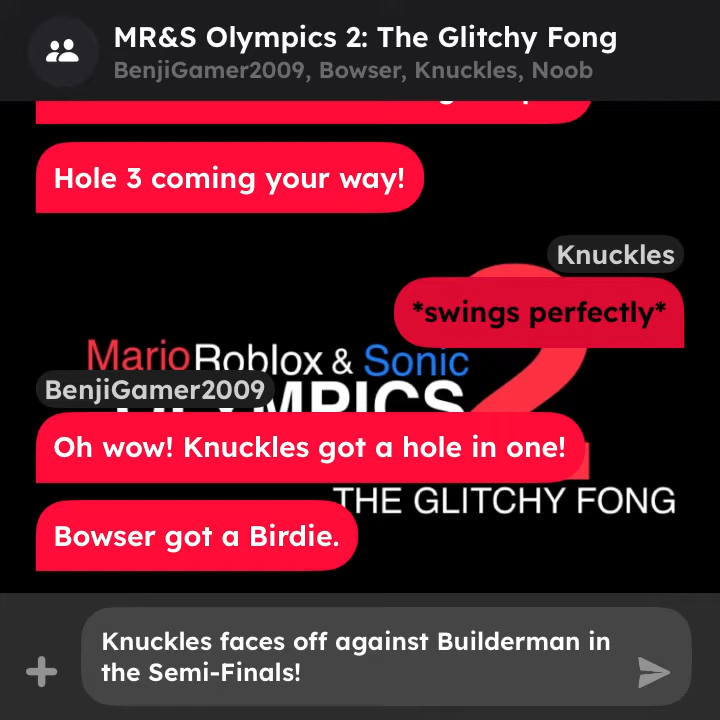 MR&S Olympics 2: The Glitchy Fong
BenjiGamer2009, Bowser, Knuckles, Noob
Hole 3 coming your way!
Knuckles
*swings perfectly*
Mario Roblox & Sonic
OLYMPICS 2
BenjiGamer2009
Oh wow! Knuckles got a hole in one!
THE GLITCHY FONG
Bowser got a Birdie.
Knuckles faces off against Builderman in
the Semi-Finals!